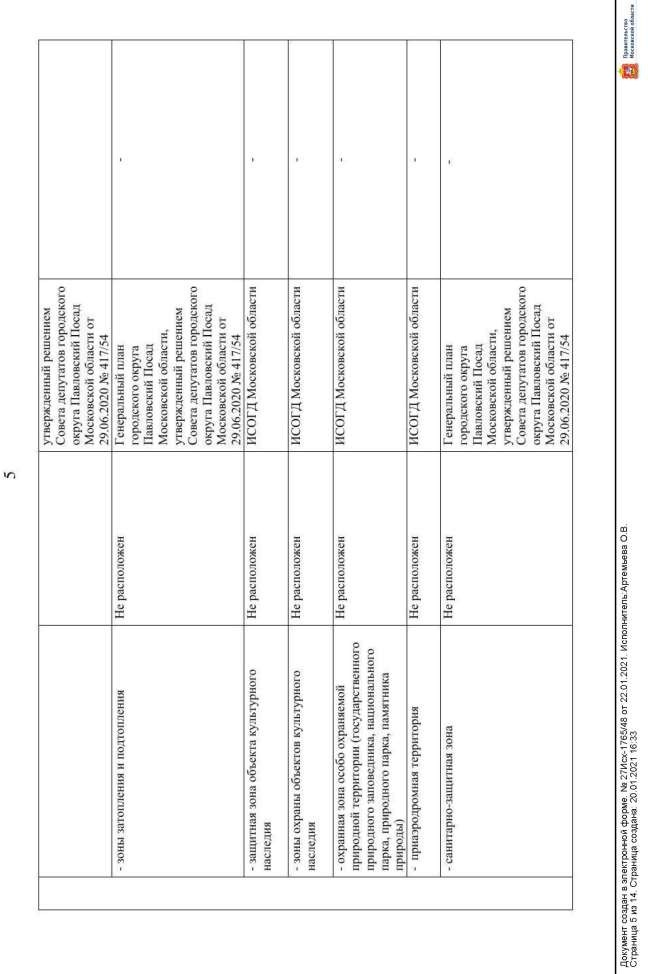 5
утвержденный решением
Совета депутатов городского
округа Павловский Посад
Московской области от
29.06.2020 № 417/54
- зоны затопления и подтопления
Не расположен
Генеральный план
городского округа
Павловский Посад
Московской области,
утвержденный решением
Совета депутатов городского
округа Павловский Посад
Московской области от
29.06.2020 № 417/54
-
- защитная зона объекта культурного
наследия
Не расположен
ИСОГД Московской области
-
- зоны охраны объектов культурного
наследия
Не расположен
ИСОГД Московской области
-
- охранная зона особо охраняемой
природной территории (государственного
природного заповедника, национального
парка, природного парка, памятника
природы)
Не расположен
ИСОГД Московской области
-
- приаэродромная территория
Не расположен
ИСОГД Московской области
-
- санитарно-защитная зона
Не расположен
Генеральный план
городского округа
Павловский Посад
Московской области,
утвержденный решением
Совета депутатов городского
округа Павловский Посад
Московской области от
29.06.2020 № 417/54
-
Документ создан в электронной форме. № 27Исх-1765/48 от 22.01.2021. Исполнитель:Артемьева О.В.
Страница 5 из 14. Страница создана: 20.01.2021 16:33
Правительство
Московской области